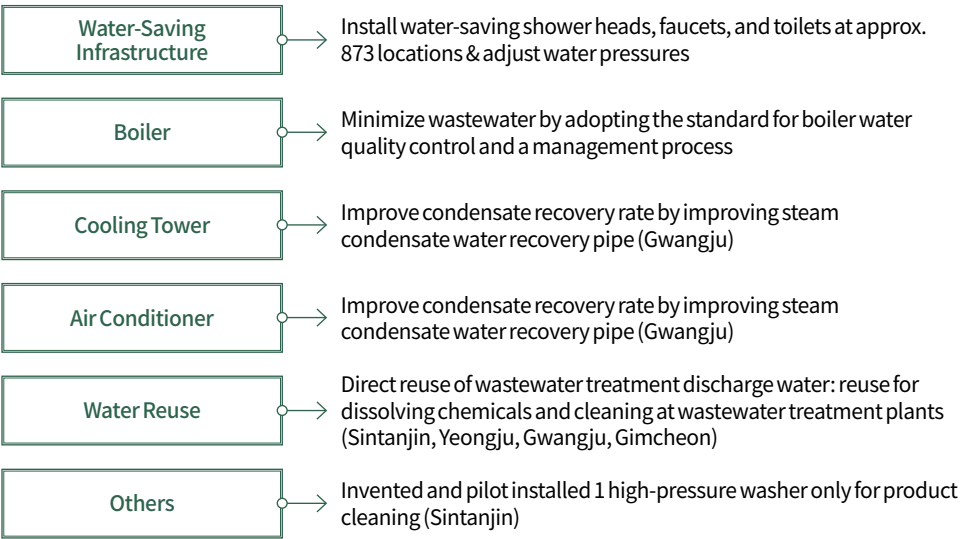 Water-Saving
Infrastructure
Install water-saving shower heads, faucets, and toilets at approx.
873 locations & adjust water pressures
Boiler
Minimize wastewater by adopting the standard for boiler water
quality control and a management process
Cooling Tower
Improve condensate recovery rate by improving steam
condensate water recovery pipe (Gwangju)
Air Conditioner
Improve condensate recovery rate by improving steam
condensate water recovery pipe (Gwangju)
Water Reuse
Direct reuse of wastewater treatment discharge water: reuse for
dissolving chemicals and cleaning at wastewater treatment plants
(Sintanjin, Yeongju, Gwangju, Gimcheon)
Others
Invented and pilot installed 1 high-pressure washer only for product
cleaning (Sintanjin)